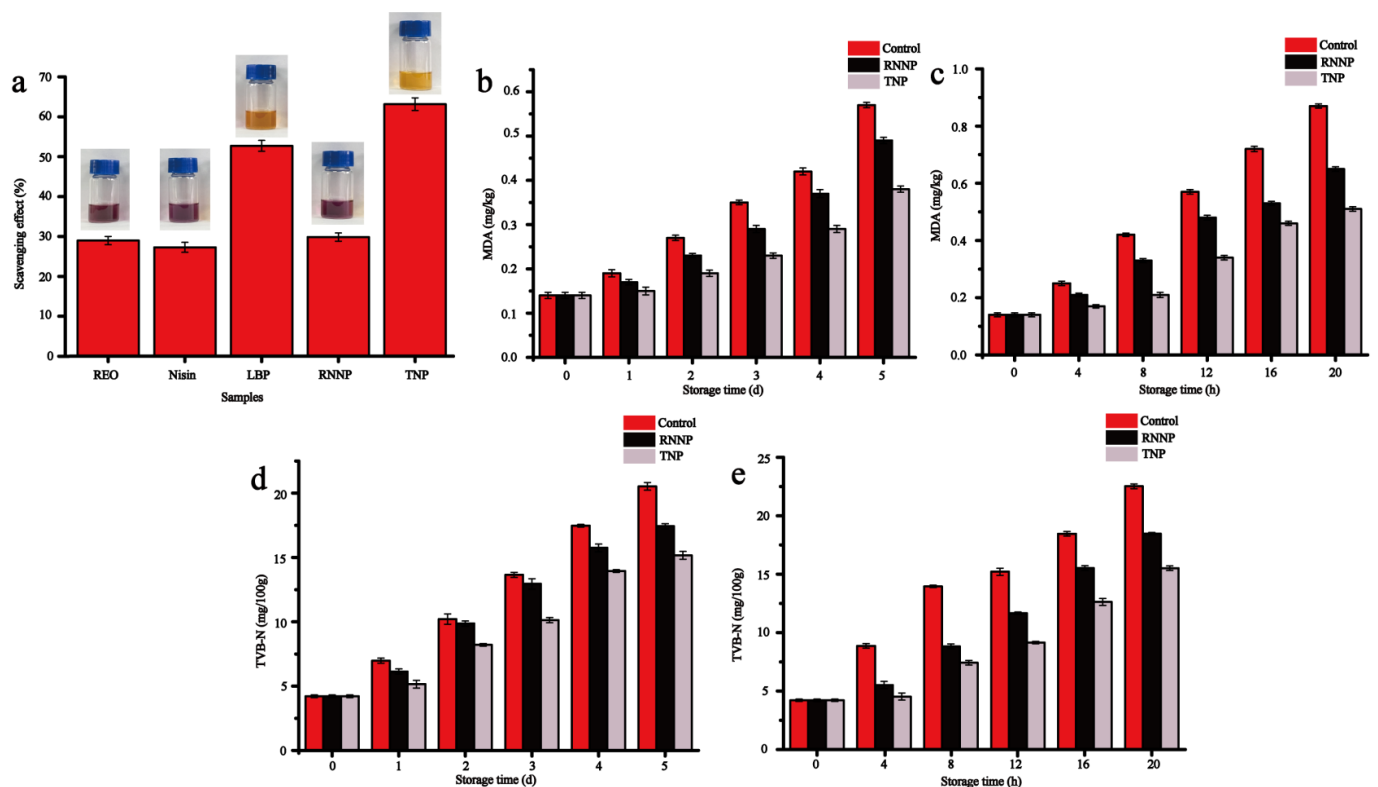 a
70
60
50
40
30
20
10
0
Scavenging effect (%)
REO Nisin LBP RNNP TNP
Samples
b
Control
RNNP
TNP
0.6
0.5
0.4
0.3
0.2
0.1
0.0
MDA (mg/kg)
0 1 2 3 4 5
Storage time (d)
c
Control
RNNP
TNP
1.0
0.8
0.6
0.4
0.2
0.0
MDA (mg/kg)
0 4 8 12 16 20
Storage time (h)
d
Control
RNNP
TNP
20
15
10
5
0
TVB-N (mg/100g)
0 1 2 3 4 5
Storage time (d)
e
Control
RNNP
TNP
25
20
15
10
5
0
TVB-N (mg/100g)
0 4 8 12 16 20
Storage time (h)